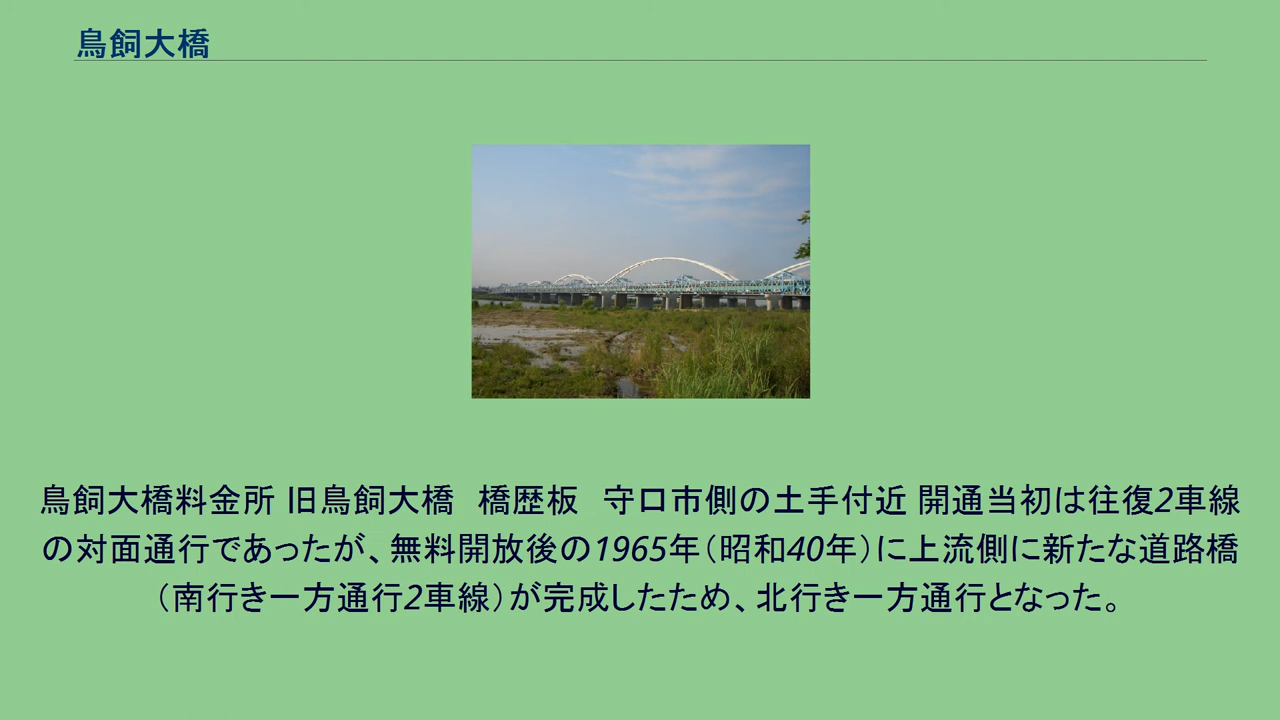 鳥飼大橋
鳥飼大橋料金所 旧鳥飼大橋　橋歴板　守口市側の土手付近 開通当初は往復2車線
の対面通行であったが、無料開放後の1965年（昭和40年）に上流側に新たな道路橋
（南行き一方通行2車線）が完成したため、北行き一方通行となった。